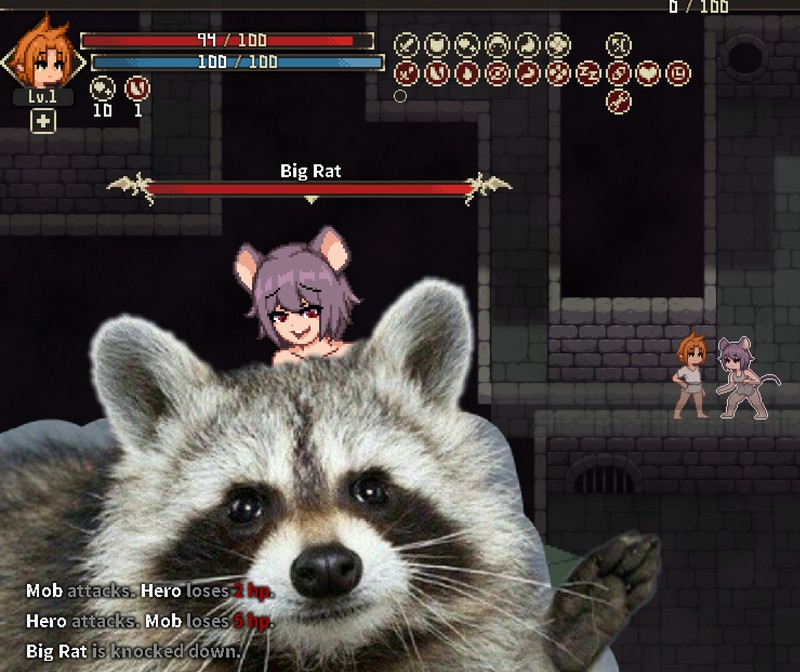 0 / 100
94 / 100
100 / 100
Lv.1
10 1
Big Rat
Mob attacks. Hero loses 2 hp.
Hero attacks. Mob loses 5 hp.
Big Rat is knocked down.